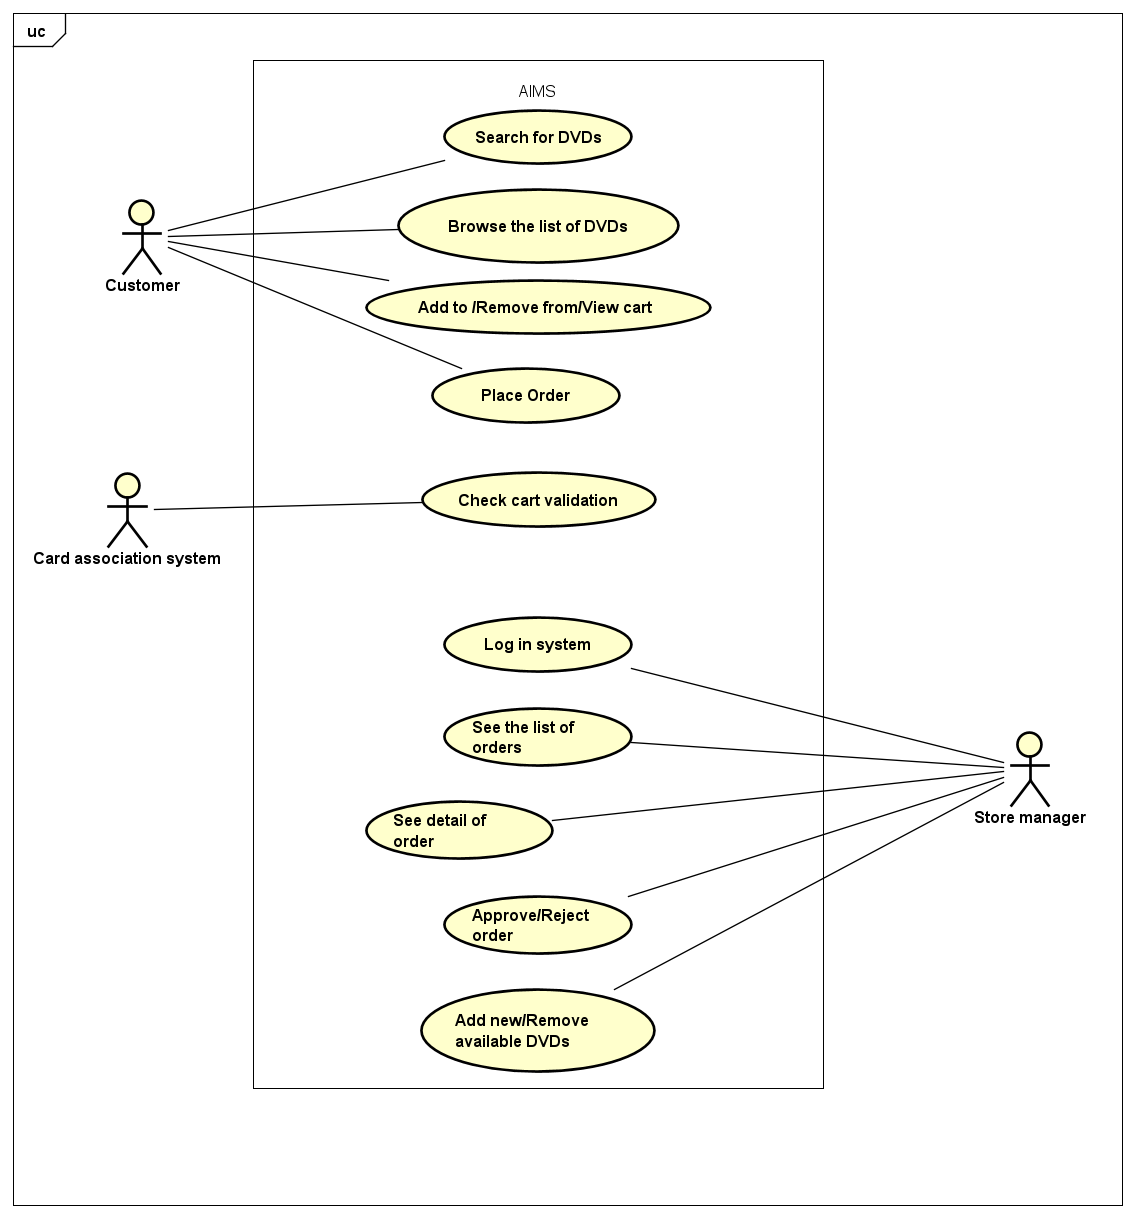 uc
AIMS
Search for DVDs
Browse the list of DVDs
Customer
Add to /Remove from/View cart
Place Order
Check cart validation
Card association system
Log in system
See the list of
orders
Store manager
See detail of
order
Approve/Reject
order
Add new/Remove
available DVDs